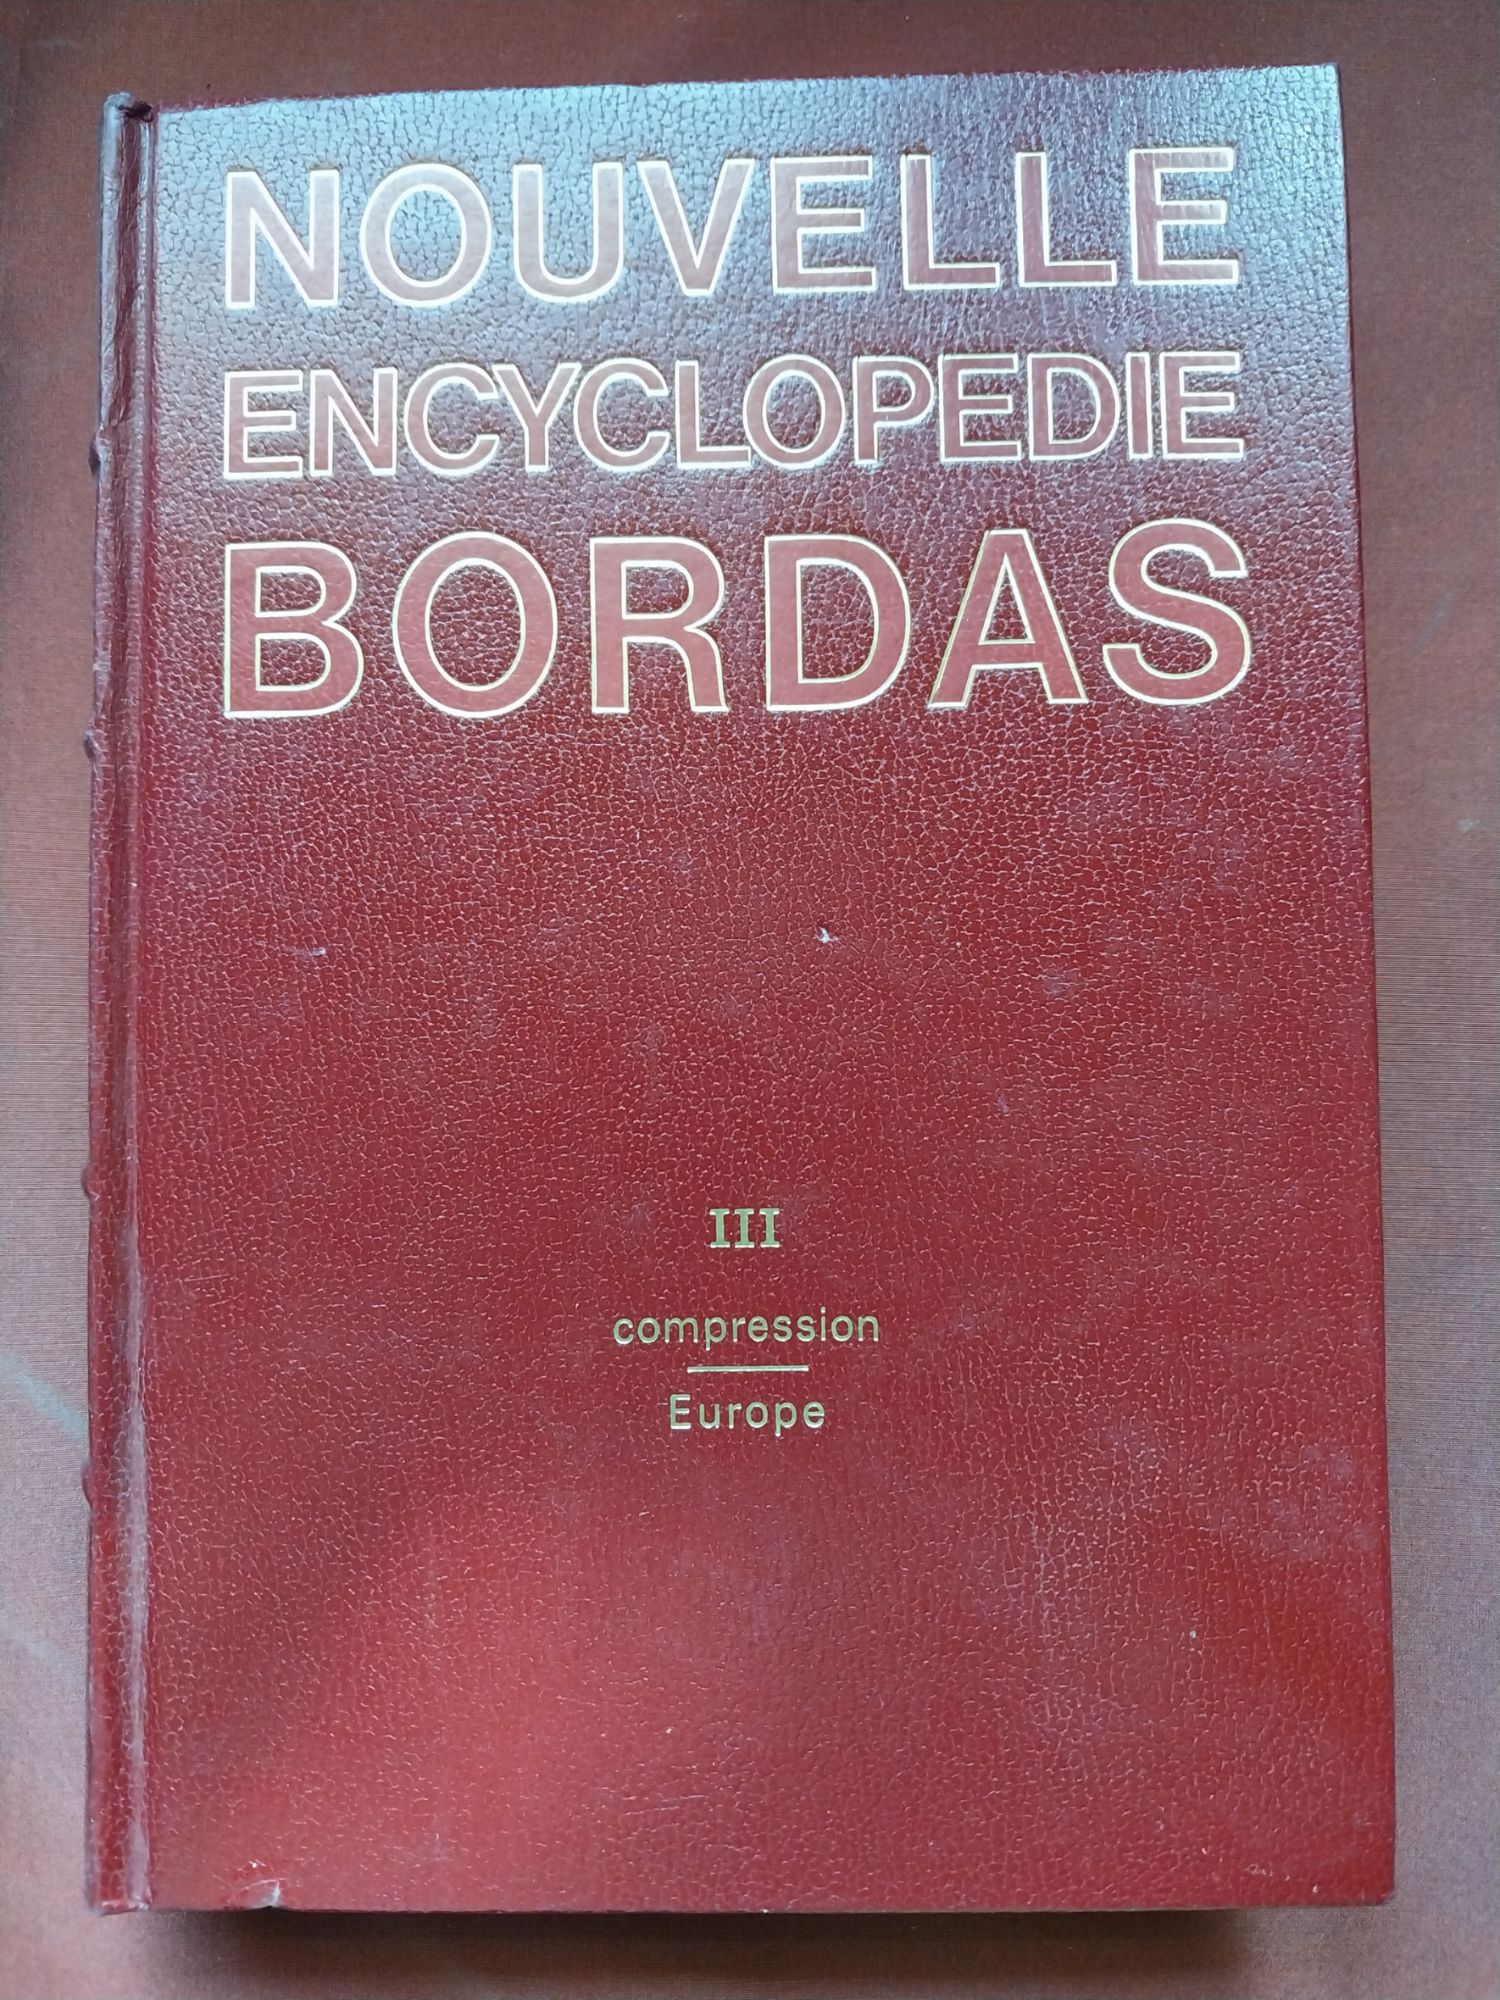 NOUVELLE
ENCYCLOPEDIE
BORDAS
III
compression
Europe